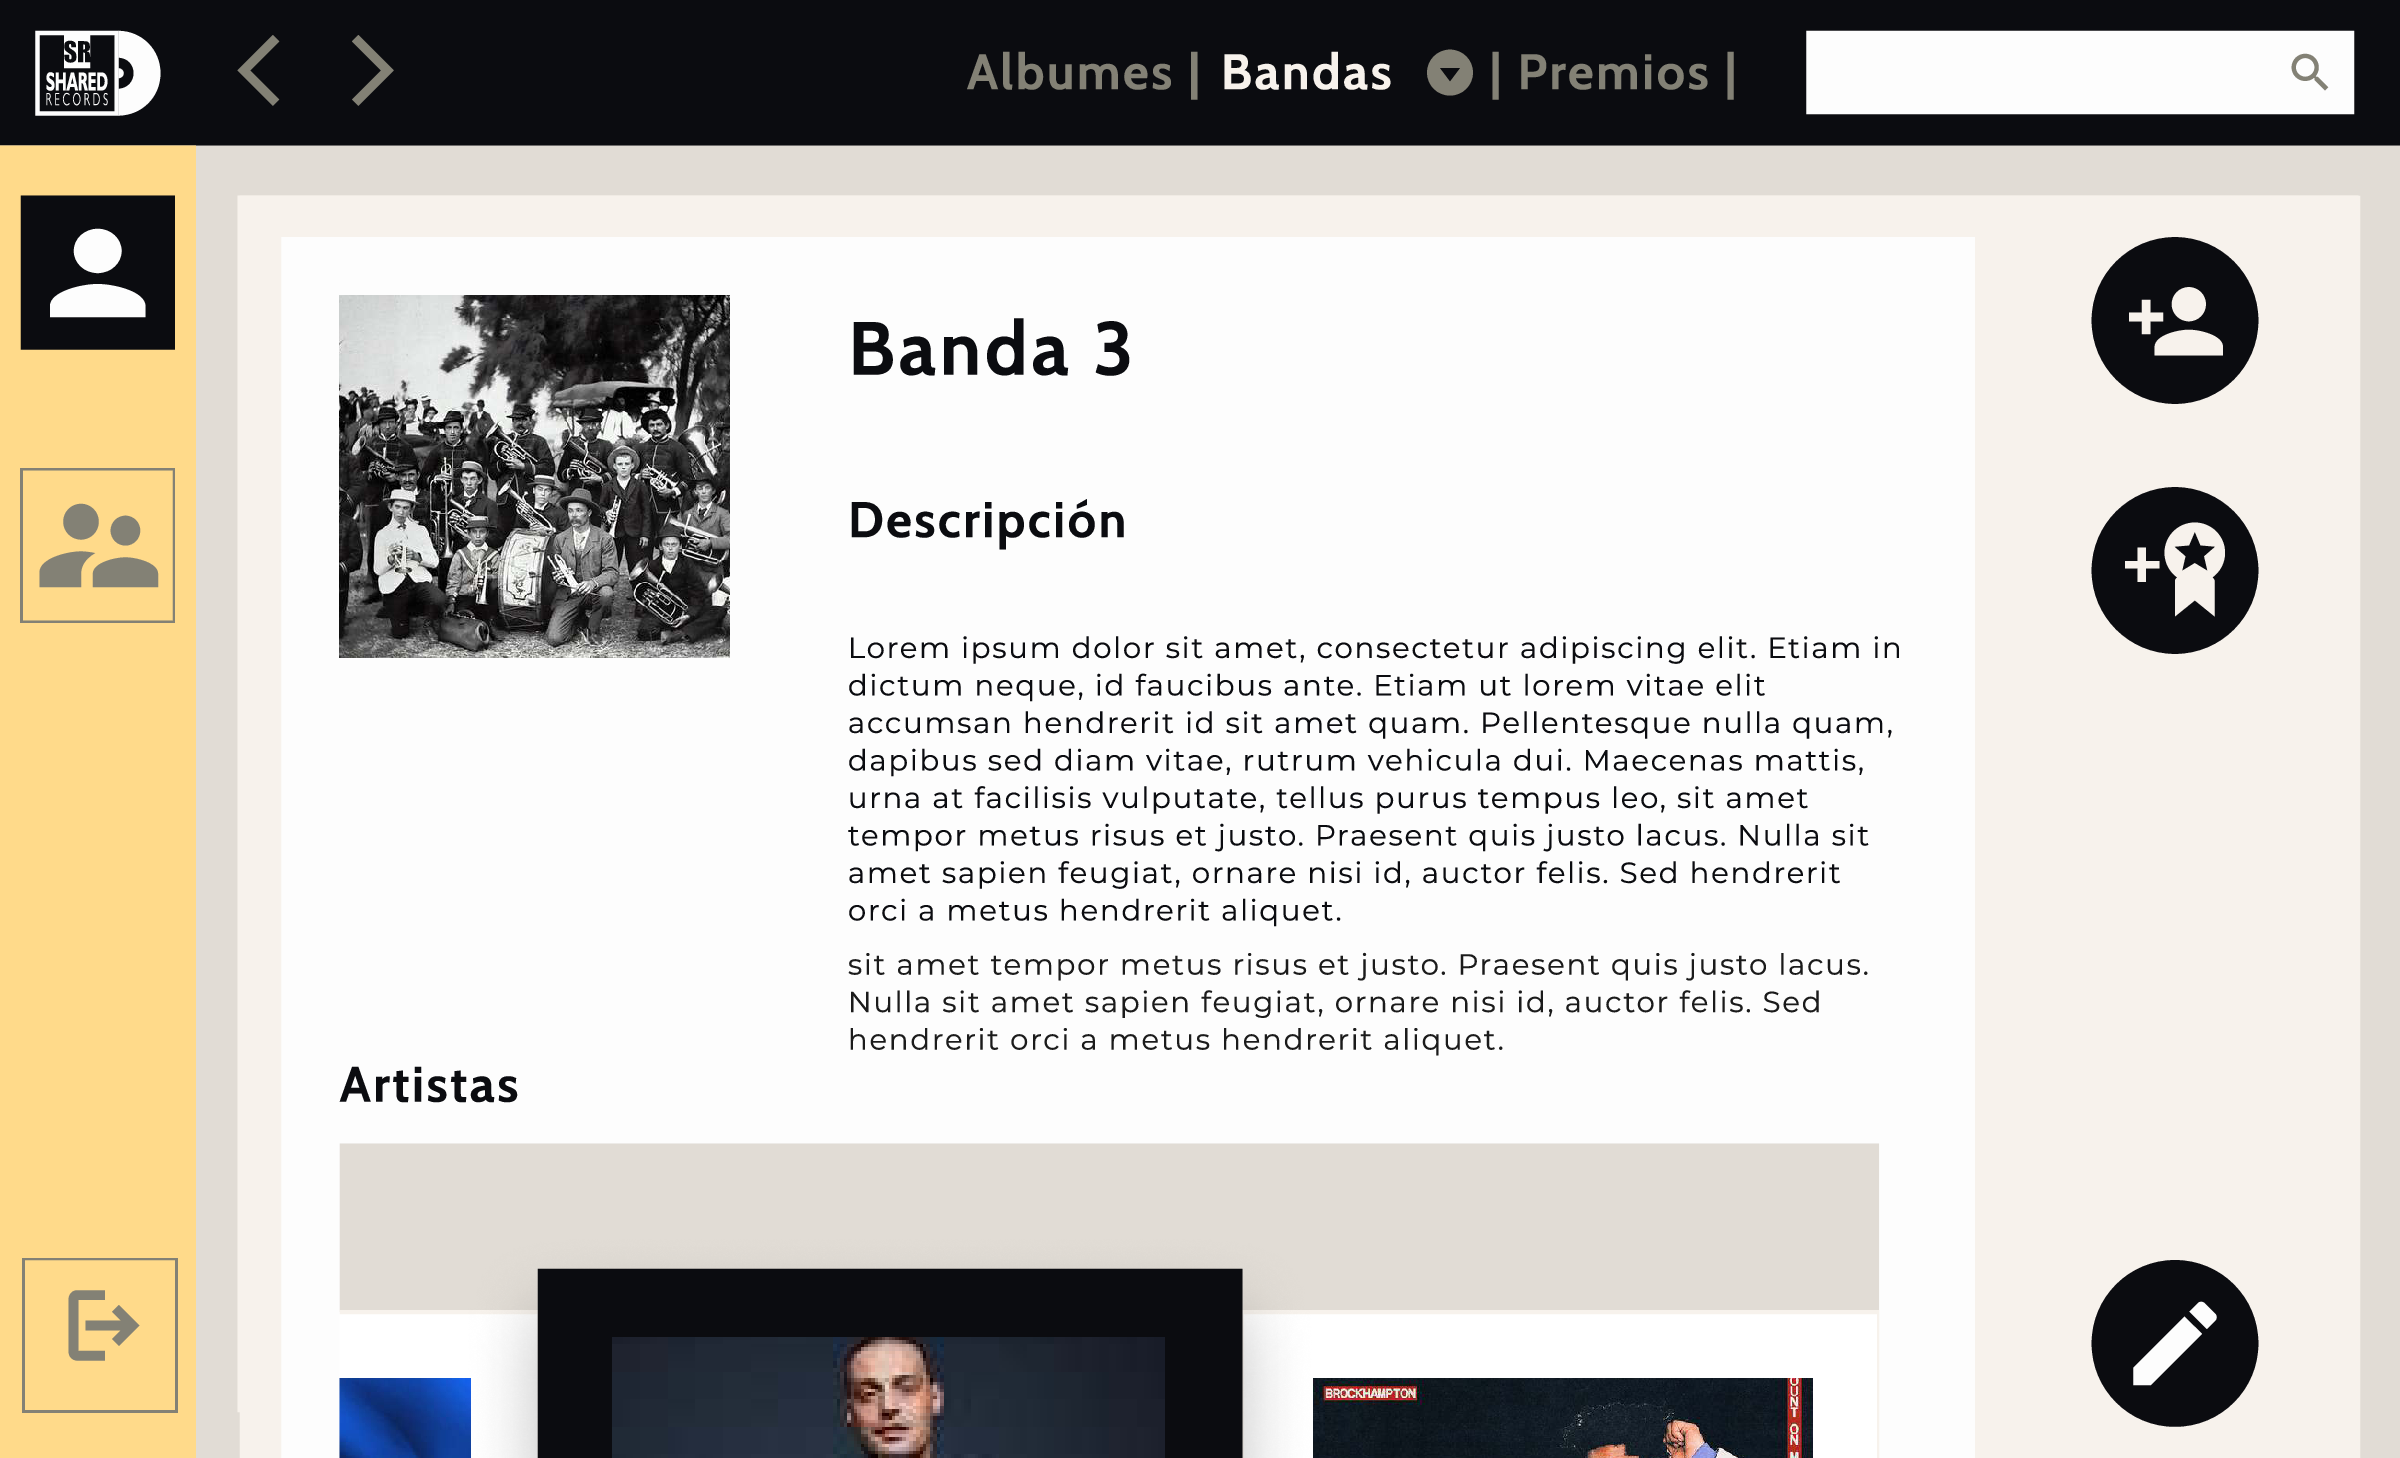 SR
SHARED
RECORDS
Albumes | Bandas | Premios |
Banda 3
Descripción
Lorem ipsum dolor sit amet, consectetur adipiscing elit. Etiam in
dictum neque, id faucibus ante. Etiam ut lorem vitae elit
accumsan hendrerit id sit amet quam. Pellentesque nulla quam,
dapibus sed diam vitae, rutrum vehicula dui. Maecenas mattis,
urna at facilisis vulputate, tellus purus tempus leo, sit amet
tempor metus risus et justo. Praesent quis justo lacus. Nulla sit
amet sapien feugiat, ornare nisi id, auctor felis. Sed hendrerit
orci a metus hendrerit aliquet.
sit amet tempor metus risus et justo. Praesent quis justo lacus.
Nulla sit amet sapien feugiat, ornare nisi id, auctor felis. Sed
hendrerit orci a metus hendrerit aliquet.
Artistas
BROCKHAMPTON
ON